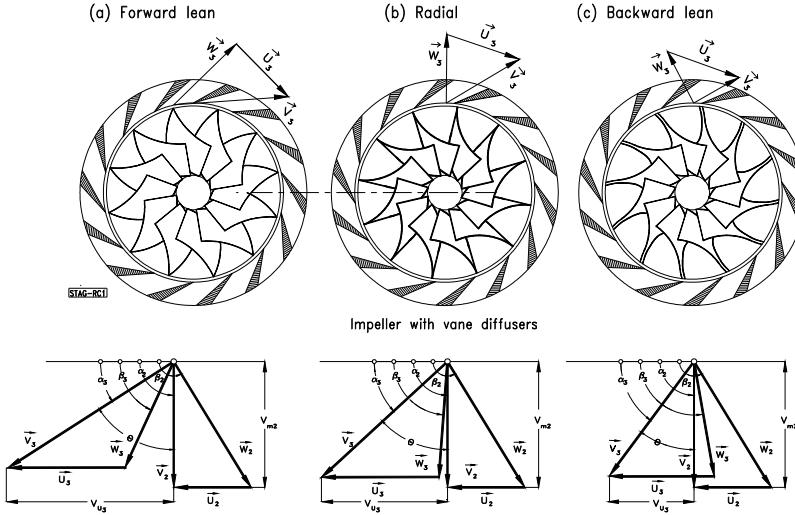 (a) Forward lean
(b) Radial
(c) Backward lean
W₃ U₃ V₃
W₃ U₃ V₃
W₃ U₃ V₃
STAG-RC1
Impeller with vane diffusers
α₃ β₃ α₂ β₂
V₃ θ W₃ V₂ W₂ Vm2
U₃ U₂
Vu₃
α₃ β₃ α₂ β₂
V₃ θ W₃ V₂ W₂ Vm2
U₃ U₂
Vu₃
α₃ β₃ α₂ β₂
V₃ θ W₃ V₂ W₂ Vm2
U₃ U₂
Vu₃